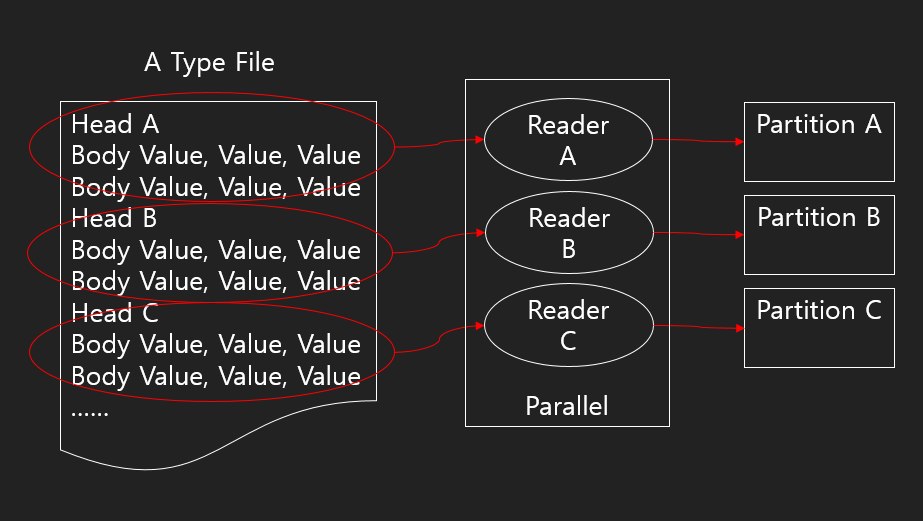 A Type File
Head A
Body Value, Value, Value
Body Value, Value, Value
Head B
Body Value, Value, Value
Body Value, Value, Value
Head C
Body Value, Value, Value
Body Value, Value, Value
......
Reader
A
Reader
B
Reader
C
Parallel
Partition A
Partition B
Partition C